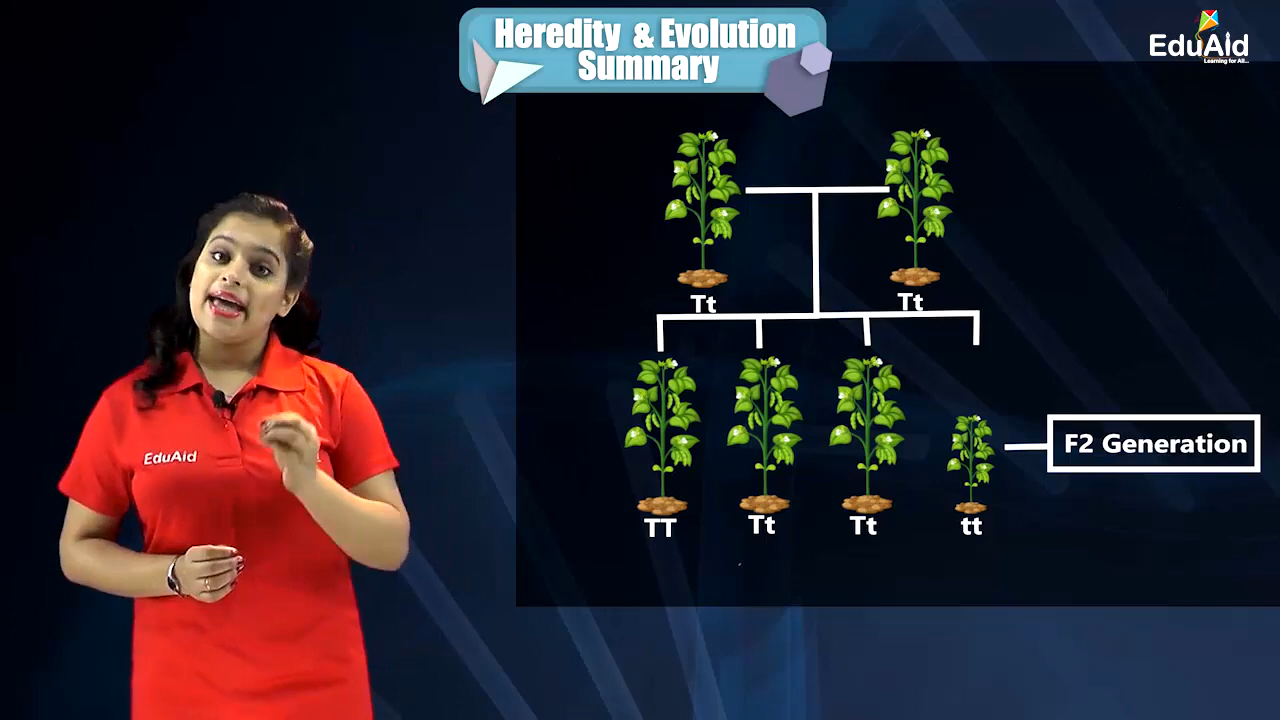 Heredity & Evolution
Summary
EduAid
Learning for All...
Tt
Tt
F2 Generation
TT
Tt
Tt
tt
EduAid